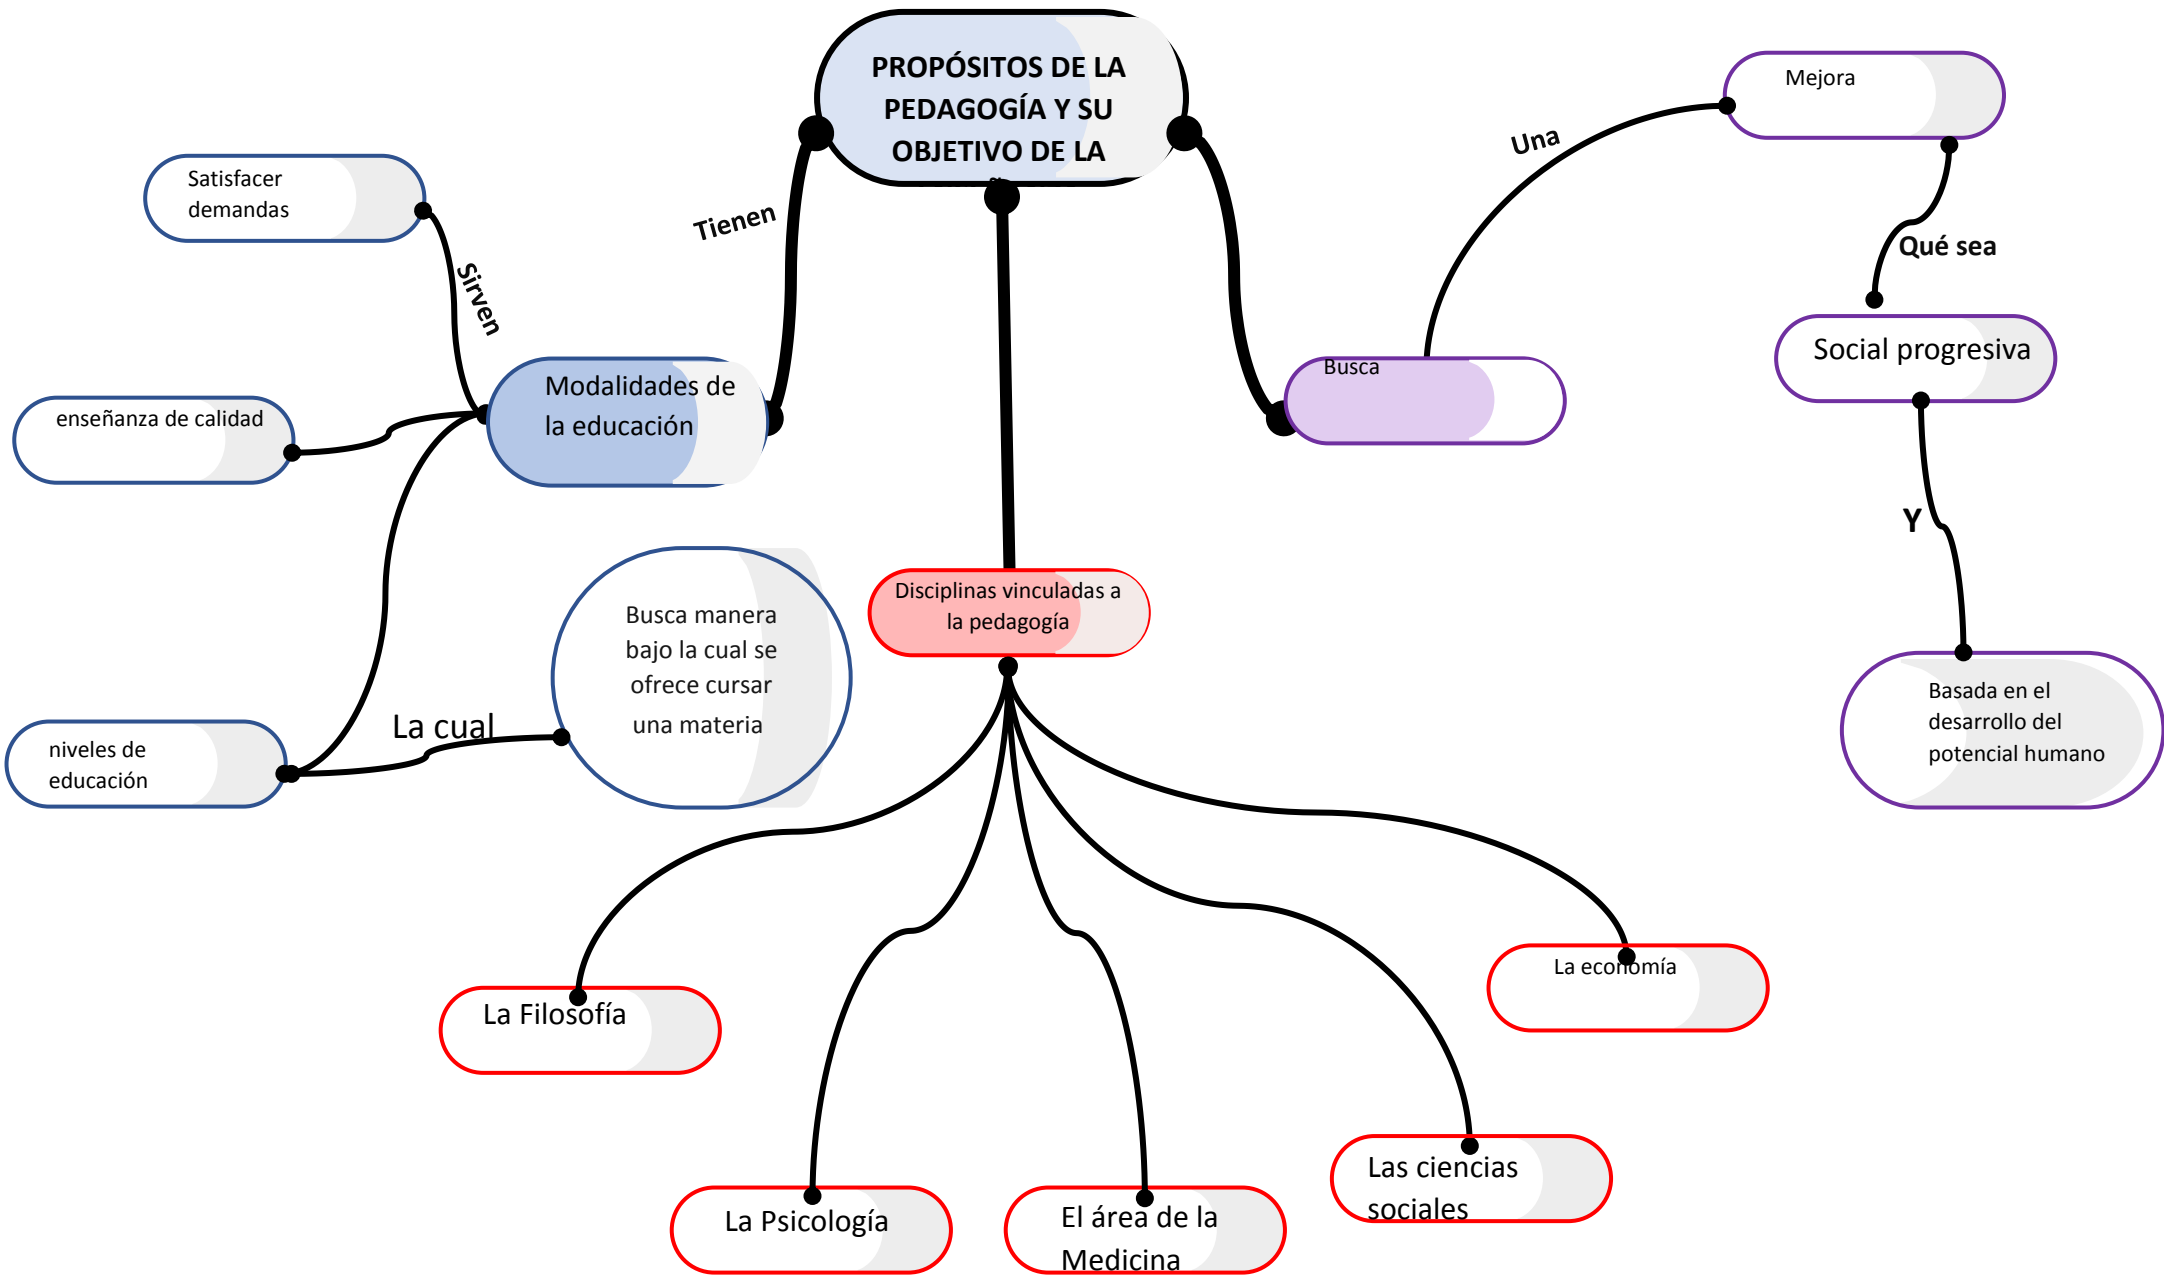 PROPÓSITOS DE LA
PEDAGOGÍA Y SU
OBJETIVO DE LA
Tienen
Modalidades de
la educación
Sirven
Satisfacer
demandas
enseñanza de calidad
niveles de
educación
La cual
Busca manera
bajo la cual se
ofrece cursar
una materia
Disciplinas vinculadas a
la pedagogía
La Filosofía
La Psicología
El área de la
Medicina
Las ciencias
sociales
La economía
Busca
Una
Mejora
Qué sea
Social progresiva
Y
Basada en el
desarrollo del
potencial humano